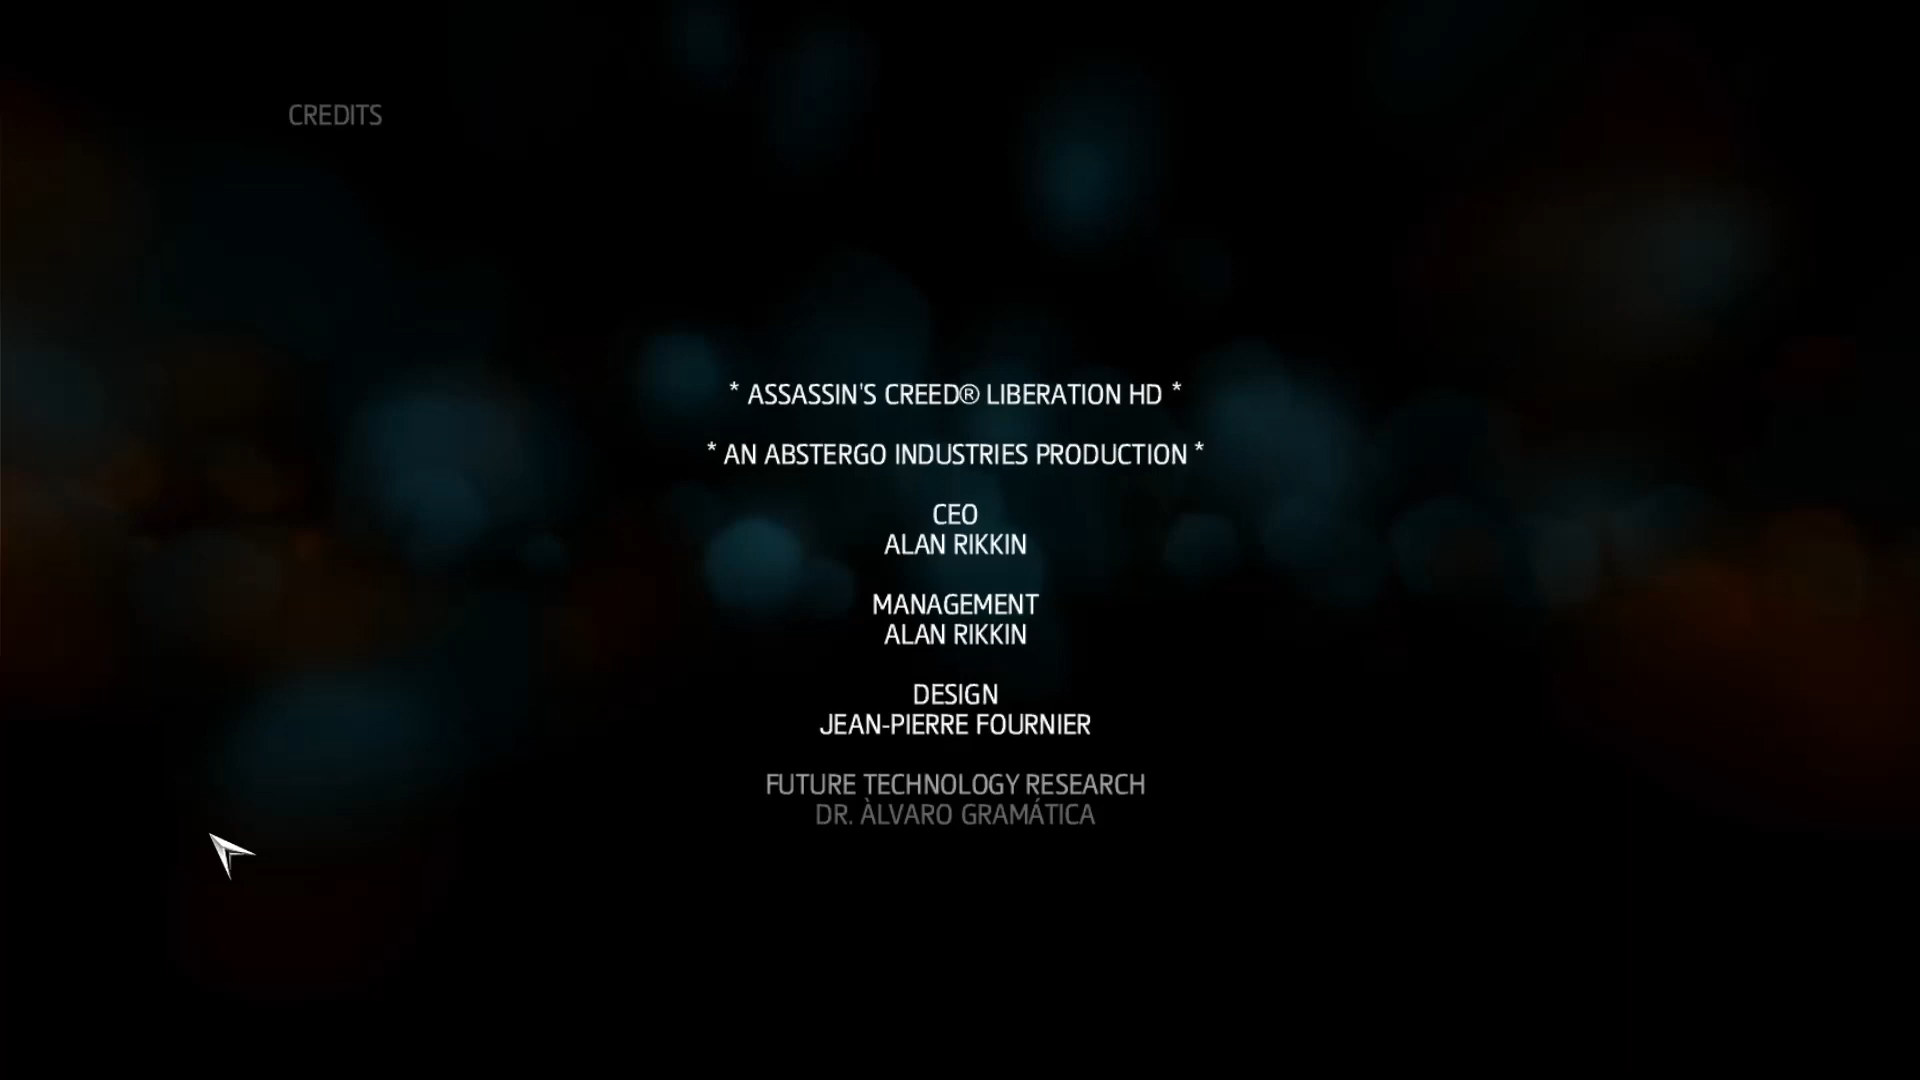 CREDITS
* ASSASSIN'S CREED® LIBERATION HD *
* AN ABSTERGO INDUSTRIES PRODUCTION *
CEO
ALAN RIKKIN
MANAGEMENT
ALAN RIKKIN
DESIGN
JEAN-PIERRE FOURNIER
FUTURE TECHNOLOGY RESEARCH
DR. ÀLVARO GRAMÁTICA